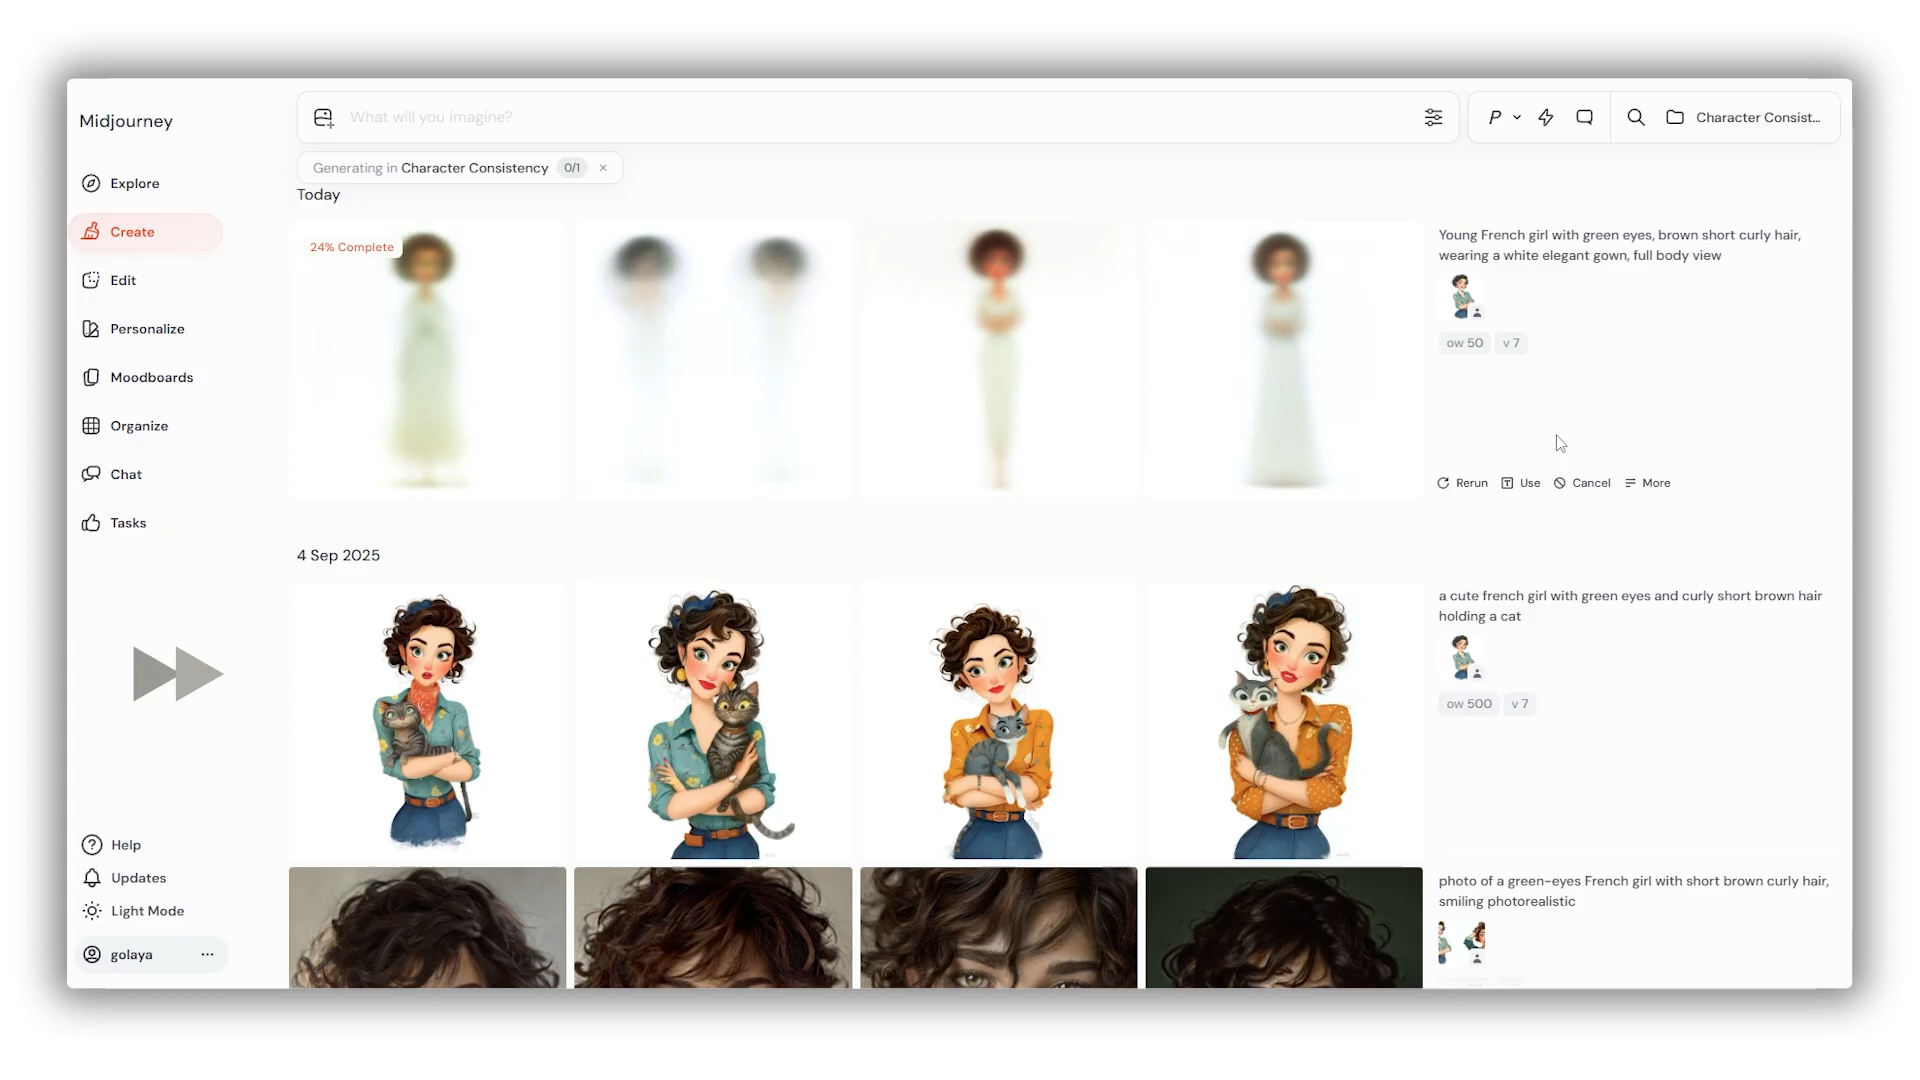 Midjourney
What will you imagine?
P
Character Consist...
Generating in Character Consistency 0/1 ×
Today
Explore
Create
Edit
Personalize
Moodboards
Organize
Chat
Tasks
24% Complete
Young French girl with green eyes, brown short curly hair,
wearing a white elegant gown, full body view
ow 50 v 7
Rerun Use Cancel More
4 Sep 2025
a cute french girl with green eyes and curly short brown hair
holding a cat
ow 500 v 7
photo of a green-eyes French girl with short brown curly hair,
smiling photorealistic
Help
Updates
Light Mode
golaya ...